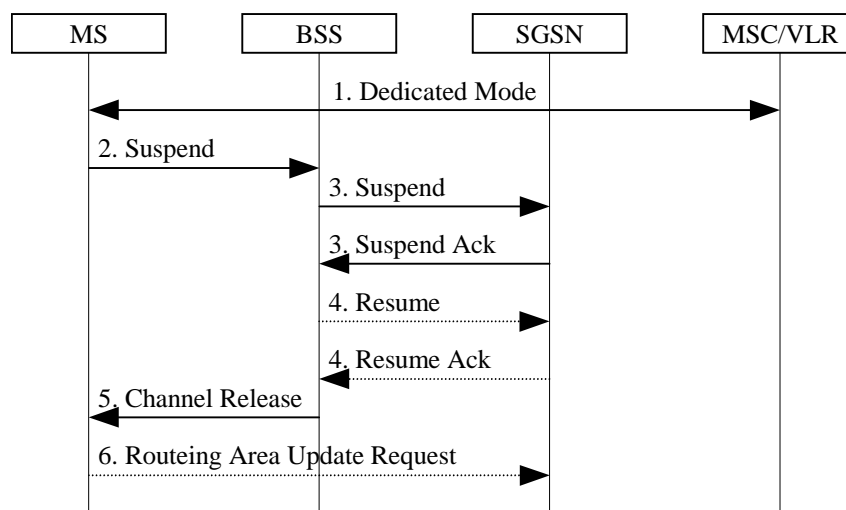 MS
BSS
SGSN
MSC/VLR
1. Dedicated Mode
2. Suspend
3. Suspend
3. Suspend Ack
4. Resume
4. Resume Ack
5. Channel Release
6. Routeing Area Update Request